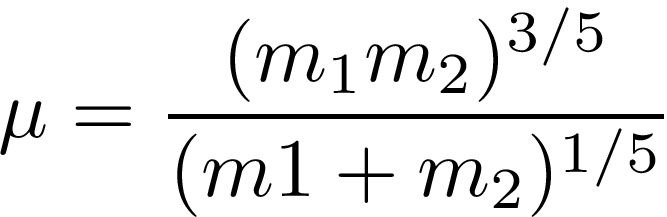 μ = (m₁m₂)^{3/5} / (m1 + m₂)^{1/5}